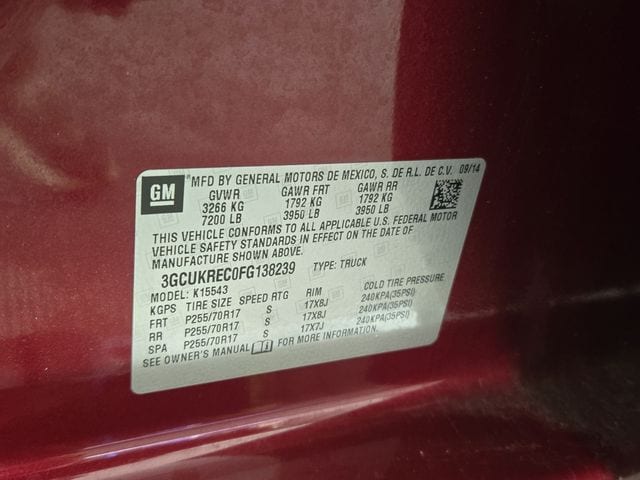 GM MFD BY GENERAL MOTORS DE MEXICO, S. DE R.L. DE C.V. 09/14
GVWR GAWR FRT GAWR RR
3266 KG 1792 KG 1792 KG
7200 LB 3950 LB 3950 LB
THIS VEHICLE CONFORMS TO ALL APPLICABLE U.S. FEDERAL MOTOR
VEHICLE SAFETY STANDARDS IN EFFECT ON THE DATE OF
MANUFACTURE SHOWN ABOVE.
3GCUKREC0FG138239 TYPE: TRUCK
MODEL: K15543
KGPS TIRE SIZE SPEED RTG RIM COLD TIRE PRESSURE
FRT P255/70R17 S 17X8J 240KPA(35PSI)
RR P255/70R17 S 17X8J 240KPA(35PSI)
SPA P255/70R17 S 17X7J 240KPA(35PSI)
SEE OWNER'S MANUAL FOR MORE INFORMATION.